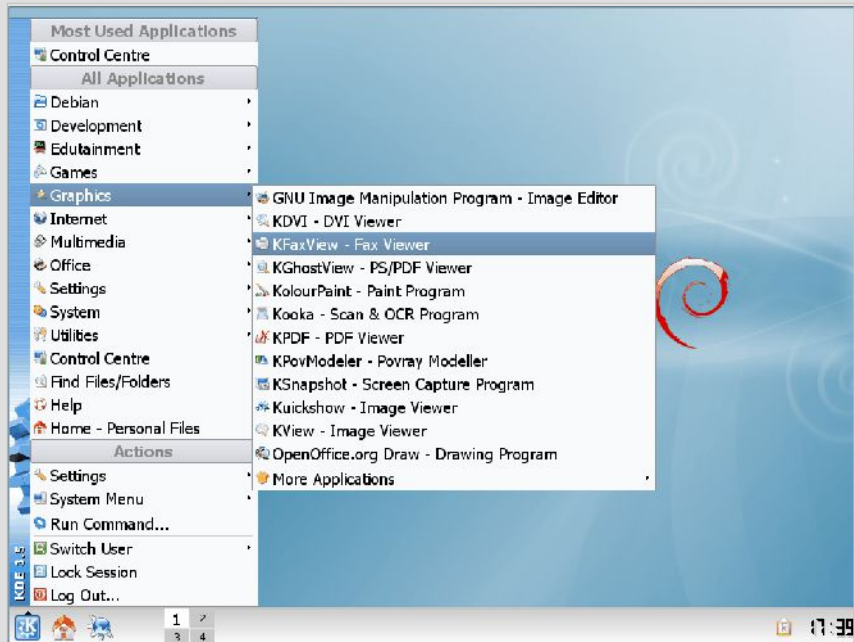 Most Used Applications
Control Centre
All Applications
Debian
Development
Edutainment
Games
Graphics
Internet
Multimedia
Office
Settings
System
Utilities
Control Centre
Find Files/Folders
Help
Home - Personal Files
Actions
Settings
System Menu
Run Command...
Switch User
Lock Session
Log Out...
KDE 3.5
GNU Image Manipulation Program - Image Editor
KDVI - DVI Viewer
KFaxView - Fax Viewer
KGhostView - PS/PDF Viewer
KolourPaint - Paint Program
Kooka - Scan & OCR Program
KPDF - PDF Viewer
KPovModeler - Povray Modeller
KSnapshot - Screen Capture Program
Kuickshow - Image Viewer
KView - Image Viewer
OpenOffice.org Draw - Drawing Program
More Applications
1 2
3 4
17:39